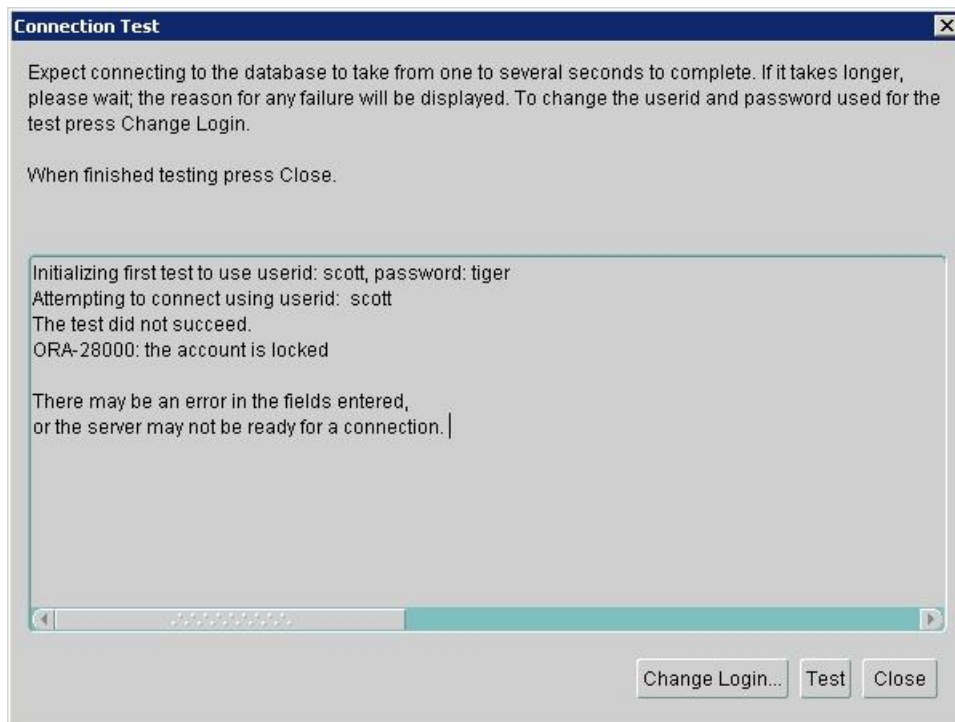 Connection Test
Expect connecting to the database to take from one to several seconds to complete. If it takes longer,
please wait; the reason for any failure will be displayed. To change the userid and password used for the
test press Change Login.
When finished testing press Close.
Initializing first test to use userid: scott, password: tiger
Attempting to connect using userid:  scott
The test did not succeed.
ORA-28000: the account is locked
There may be an error in the fields entered,
or the server may not be ready for a connection.
Change Login... Test Close